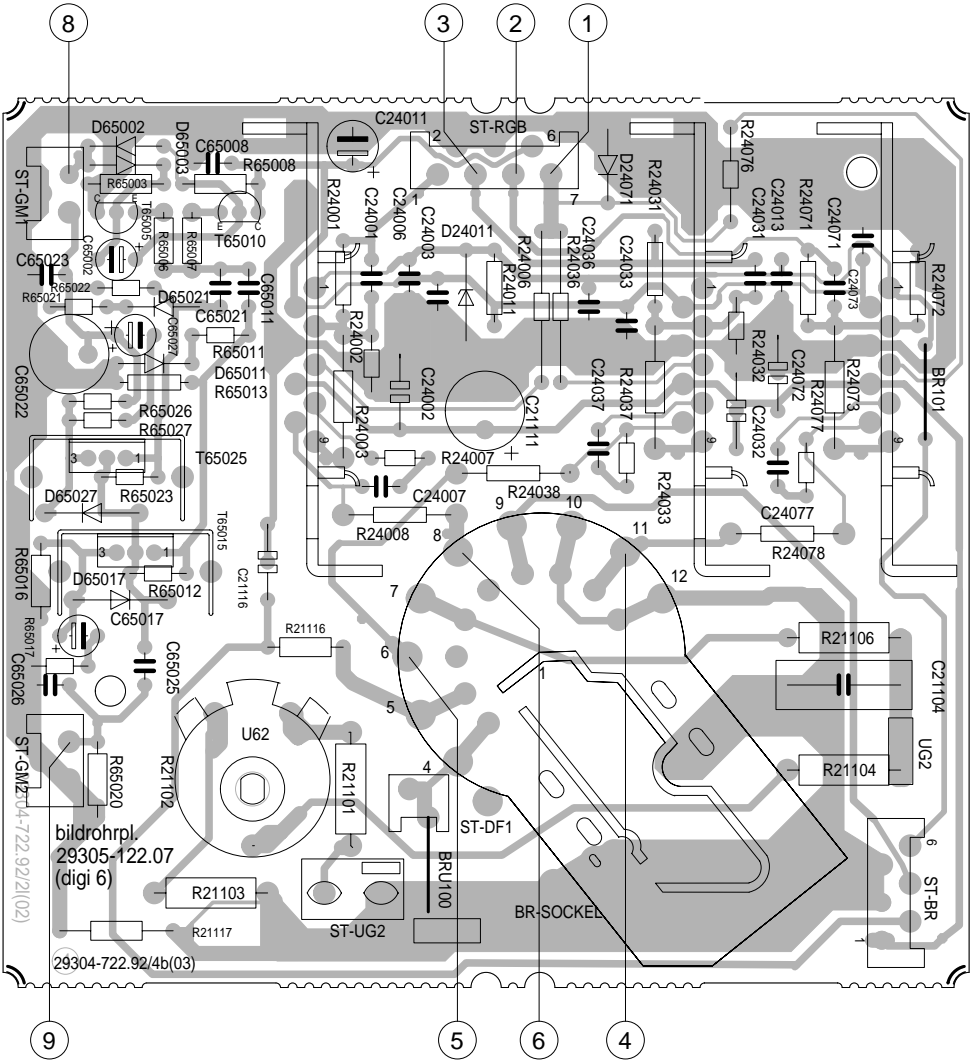 8
3
2
1
D65002
D65003
C65008
R65008
C24011
+
2
ST-RGB
6
1
7
D24071
R24031
R24076
ST-GM1
R65003
C
E
T65005
E
C
T65010
C65002
+
R65006
R65007
C65023
R65022
R65021
D65021
C65021
C65011
C65027
+
R65011
D65011
R65013
C65022
+
R65026
R65027
R24001
C24001
C24006
C24003
D24011
R24011
R24006
R24036
C24036
C24033
C24031
C24013
R24071
C24071
C24073
R24072
1
1
1
R24002
C24002
R24003
C21111
+
C24037
R24037
R24032
C24032
C24072
R24077
R24073
BR101
9
9
9
T65025
3
1
D65027
R65023
R24007
C24007
R24008
R24038
R24033
C24077
R24078
T65015
3
1
R65016
D65017
R65012
C65017
R65017
+
C65026
C65025
C21116
R21116
8
9
10
11
12
7
6
5
1
4
R21106
C21104
UG2
R21104
ST-GM2
R65020
R21102
U62
R21101
ST-DF1
BRU100
29304-722.92/2l(02)
bildrohrpl.
29305-122.07
(digi 6)
R21103
ST-UG2
BR-SOCKEL
6
ST-BR
1
R21117
29304-722.92/4b(03)
9
5
6
4